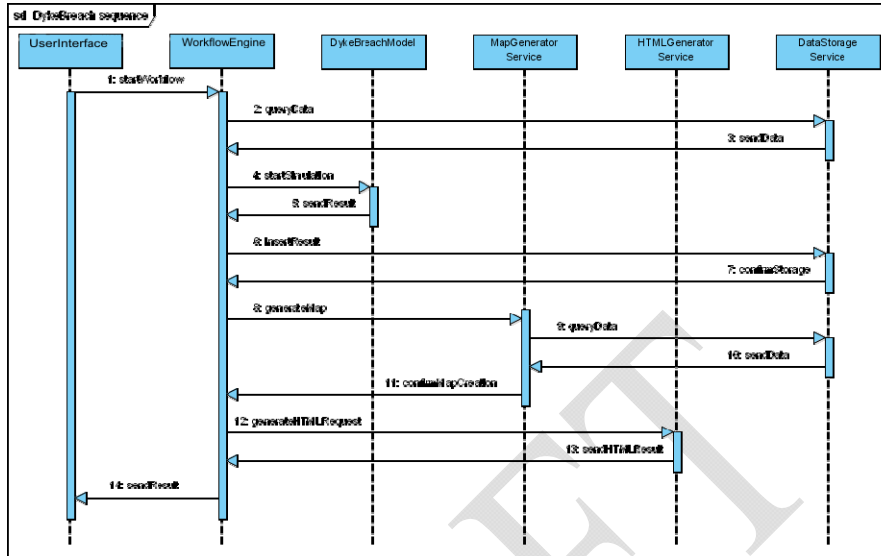 sd DykeBreach sequence
UserInterface
WorkflowEngine
DykeBreachModel
MapGenerator
Service
HTMLGenerator
Service
DataStorage
Service
1: startWorkflow
2: queryData
3: sendData
4: startSimulation
5: sendResult
6: insertResult
7: confirmStorage
8: generateMap
9: queryData
10: sendData
11: confirmMapCreation
12: generateHTMLRequest
13: sendHTMLResult
14: sendResult